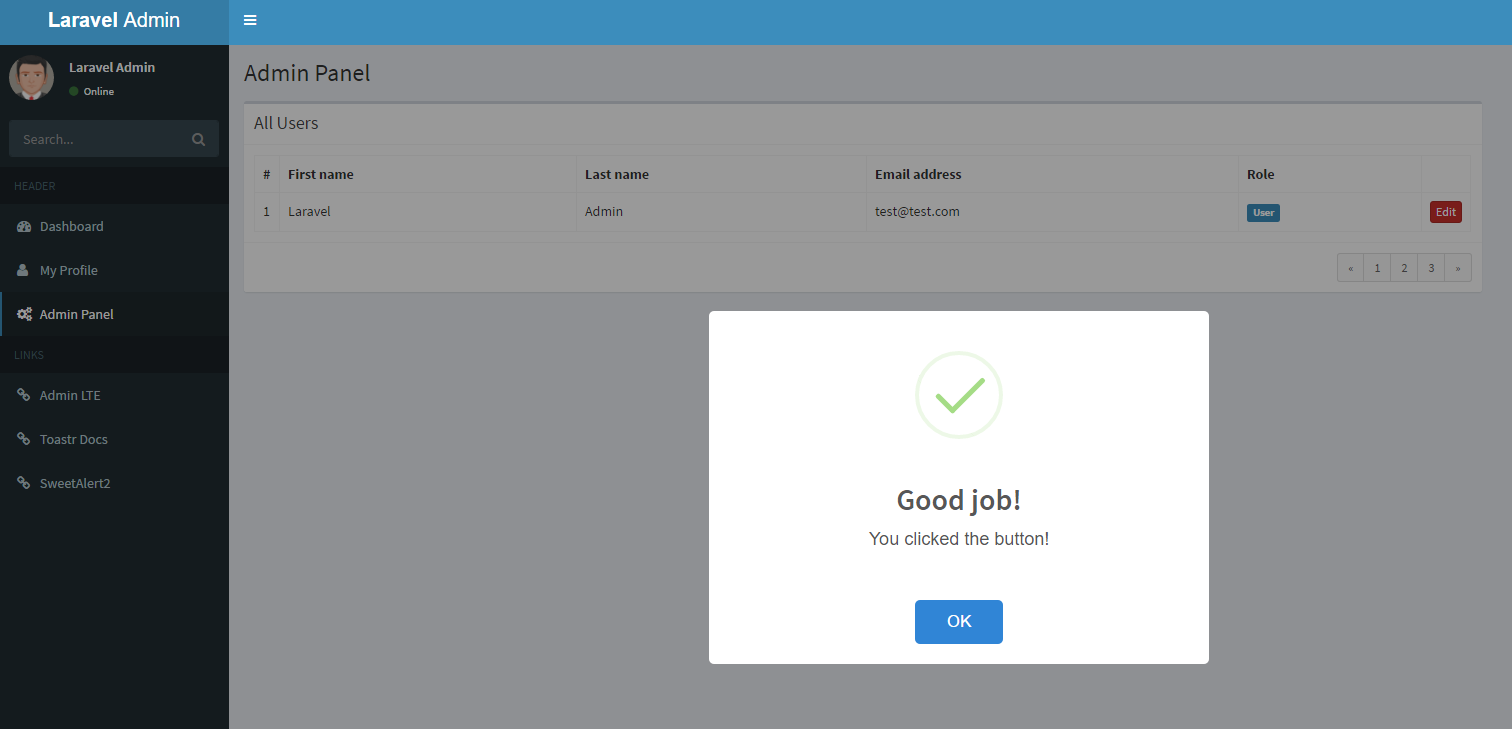 Laravel Admin
Laravel Admin
Online
Search...
HEADER
Dashboard
My Profile
Admin Panel
LINKS
Admin LTE
Toastr Docs
SweetAlert2
Admin Panel
All Users
# First name Last name Email address Role
1 Laravel Admin test@test.com User Edit
« 1 2 3 »
Good job!
You clicked the button!
OK